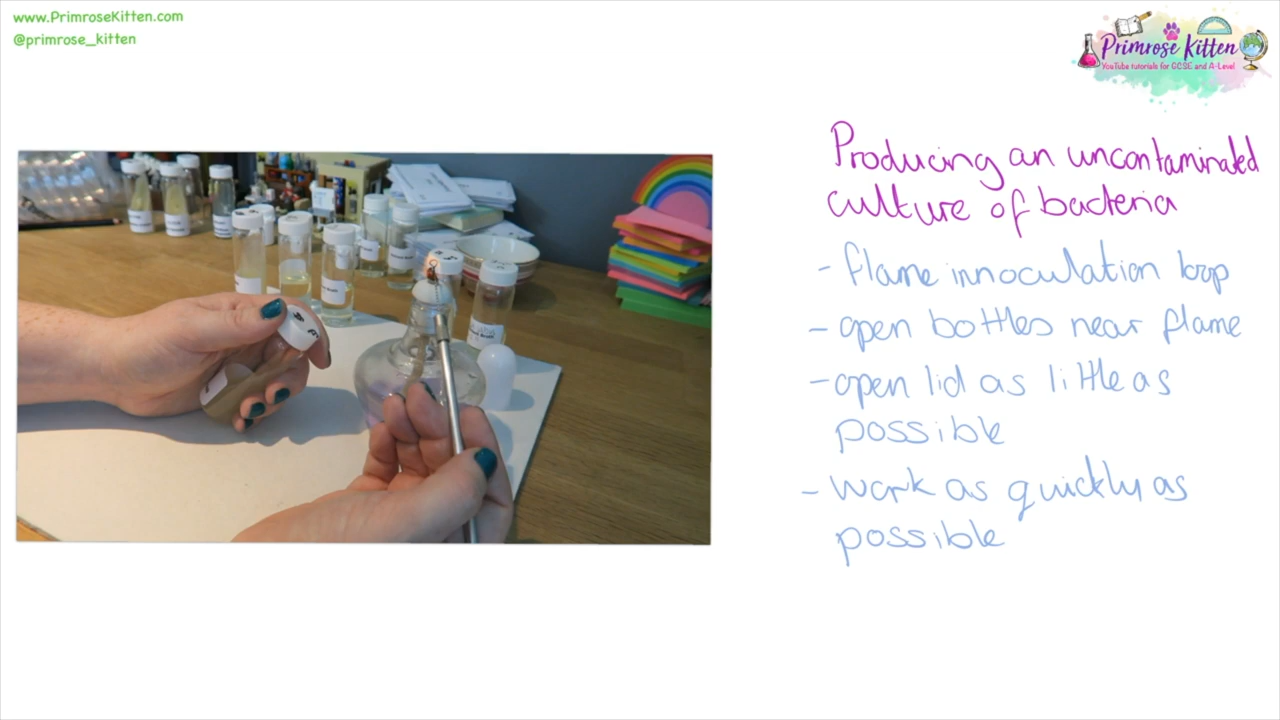 www.PrimroseKitten.com
@primrose_kitten
Primrose Kitten
YouTube tutorials for GCSE and A-Level
Producing an uncontaminated
culture of bacteria
- flame innoculation loop
- open bottles near flame
- open lid as little as
possible
- work as quickly as
possible